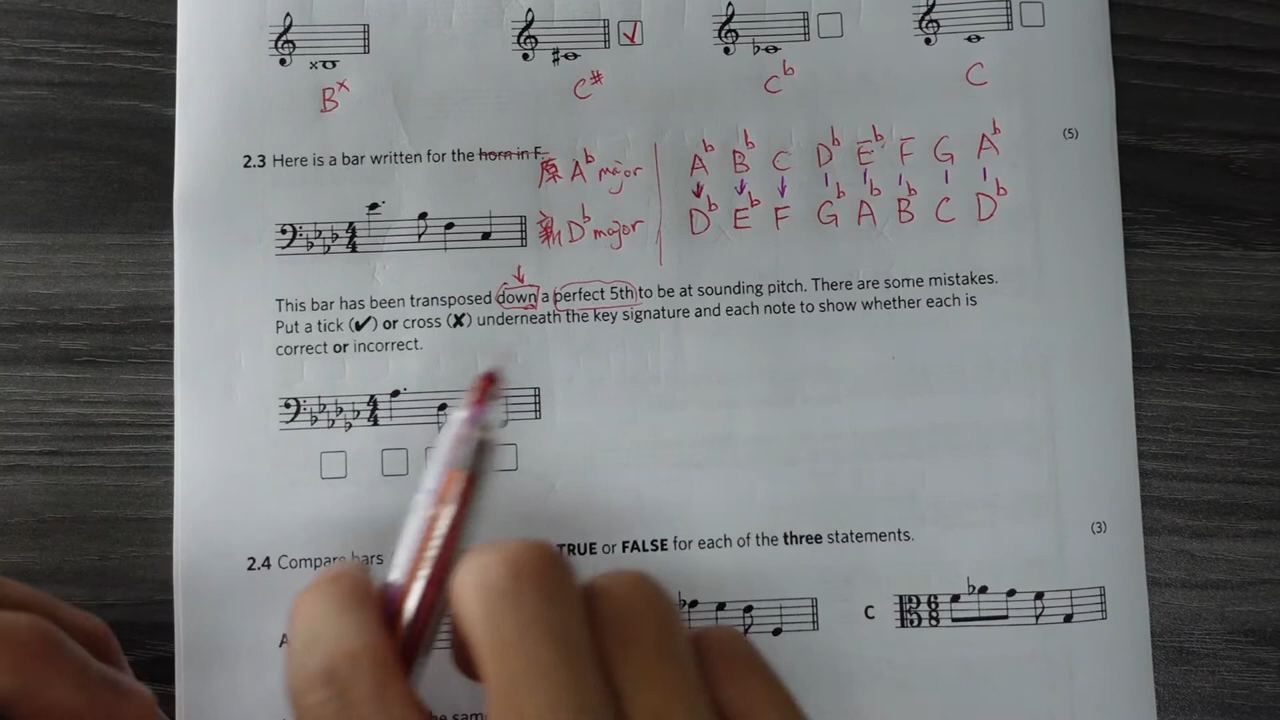 B×
C#
C♭
C
(5)
2.3 Here is a bar written for the horn in F.
原 A♭ major
A♭ B♭ C D♭ E♭ F G A♭
新 D♭ major
D♭ E♭ F G♭ A♭ B♭ C D♭
This bar has been transposed down a perfect 5th to be at sounding pitch. There are some mistakes.
Put a tick (✔) or cross (✘) underneath the key signature and each note to show whether each is
correct or incorrect.
(3)
2.4 Compare bars TRUE or FALSE for each of the three statements.
A
C